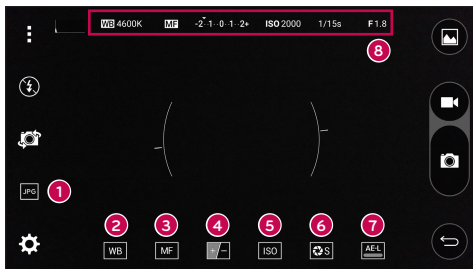 WB 4600K MF -2··1··0··1··2+ ISO 2000 1/15s F1.8
8
JPG 1
2 3 4 5 6 7
WB MF +/- ISO S AE-L